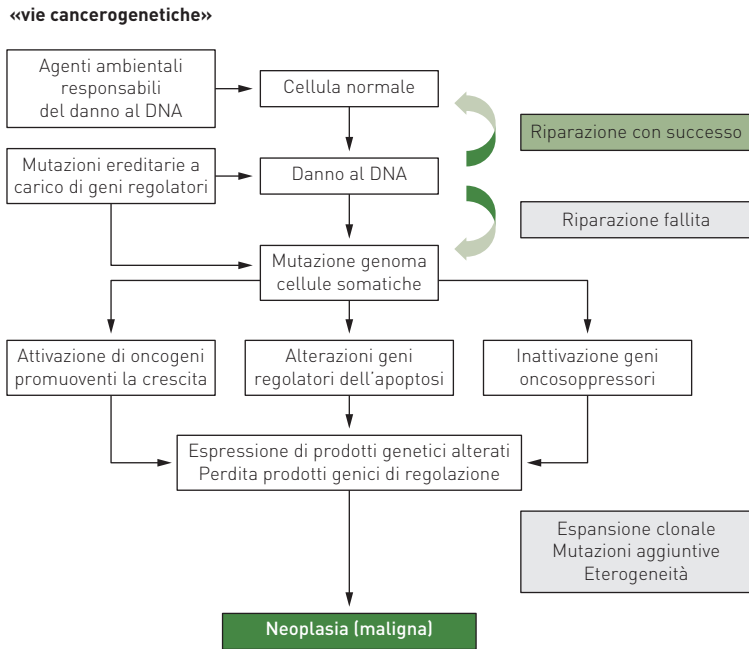 «vie cancerogenetiche»
Agenti ambientali
responsabili
del danno al DNA
Cellula normale
Riparazione con successo
Mutazioni ereditarie a
carico di geni regolatori
Danno al DNA
Riparazione fallita
Mutazione genoma
cellule somatiche
Attivazione di oncogeni
promuoventi la crescita
Alterazioni geni
regolatori dell'apoptosi
Inattivazione geni
oncosoppressori
Espressione di prodotti genetici alterati
Perdita prodotti genici di regolazione
Espansione clonale
Mutazioni aggiuntive
Eterogeneità
Neoplasia (maligna)